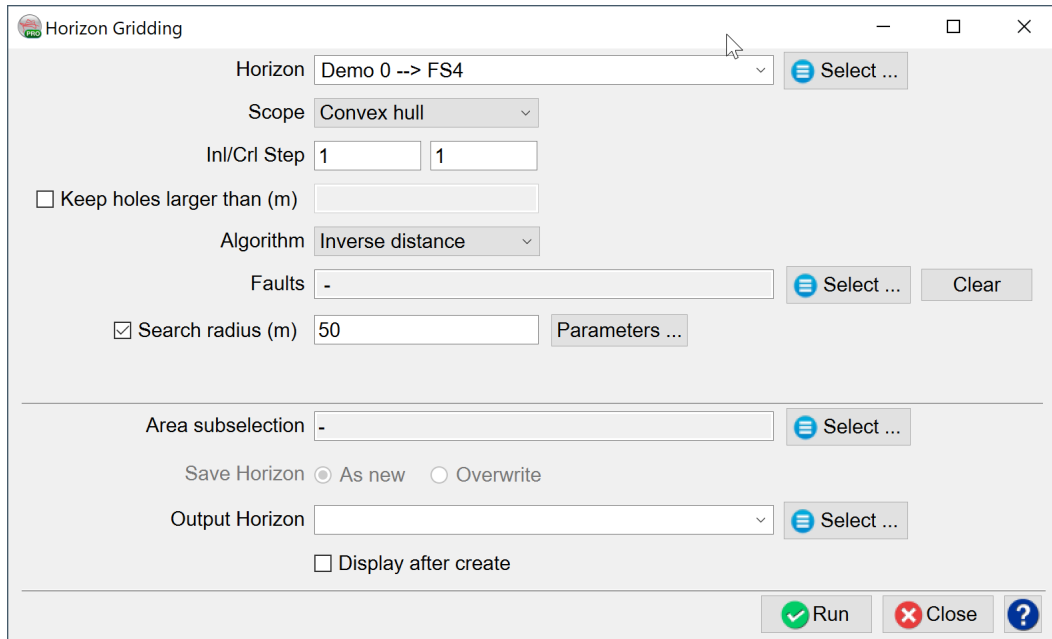 PRO Horizon Gridding
Horizon Demo 0 --> FS4 Select ...
Scope Convex hull
Inl/Crl Step 1 1
Keep holes larger than (m)
Algorithm Inverse distance
Faults - Select ... Clear
Search radius (m) 50 Parameters ...
Area subselection - Select ...
Save Horizon As new Overwrite
Output Horizon Select ...
Display after create
Run Close ?